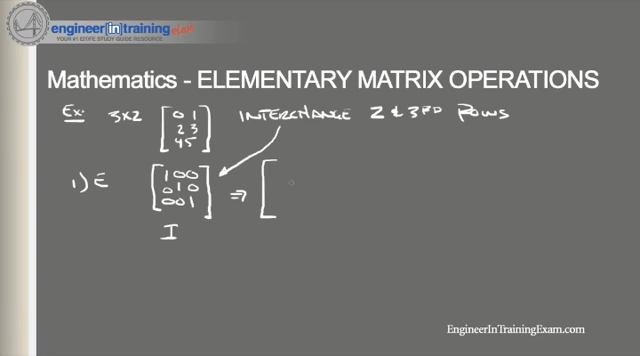 engineer[in]training exam
YOUR #1 EIT/FE STUDY GUIDE RESOURCE
Mathematics - ELEMENTARY MATRIX OPERATIONS
Ex: 3x2 [0 1 INTERCHANGE 2 & 3RD ROWS
2 3
4 5]
1) E [1 0 0
0 1 0
0 0 1] ⇒ [
I
EngineerInTrainingExam.com